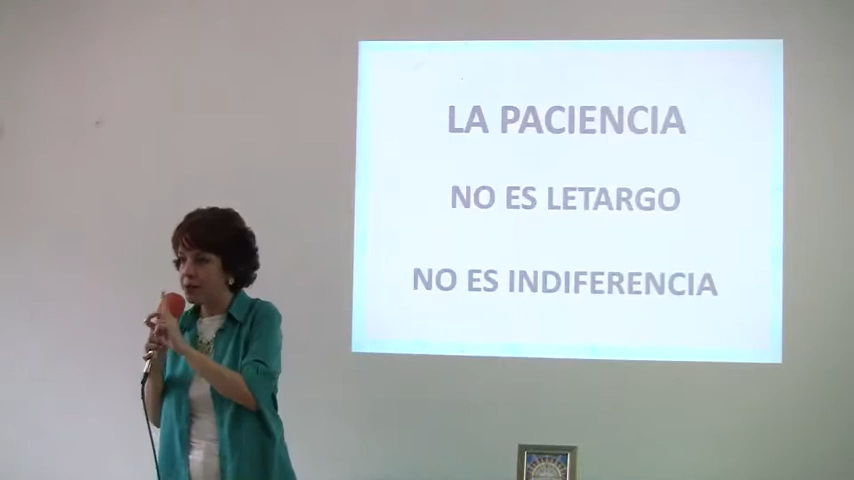 LA PACIENCIA
NO ES LETARGO
NO ES INDIFERENCIA